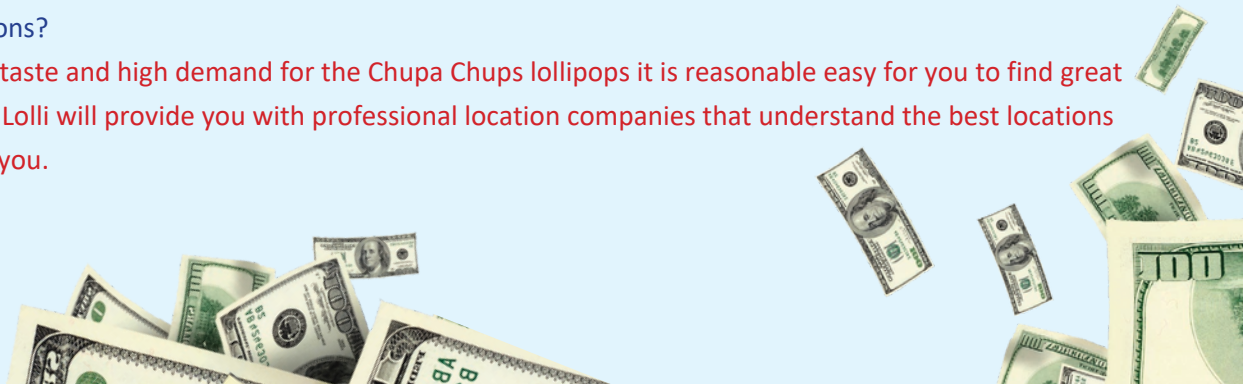 ons?
taste and high demand for the Chupa Chups lollipops it is reasonable easy for you to find great
Lolli will provide you with professional location companies that understand the best locations
you.
100